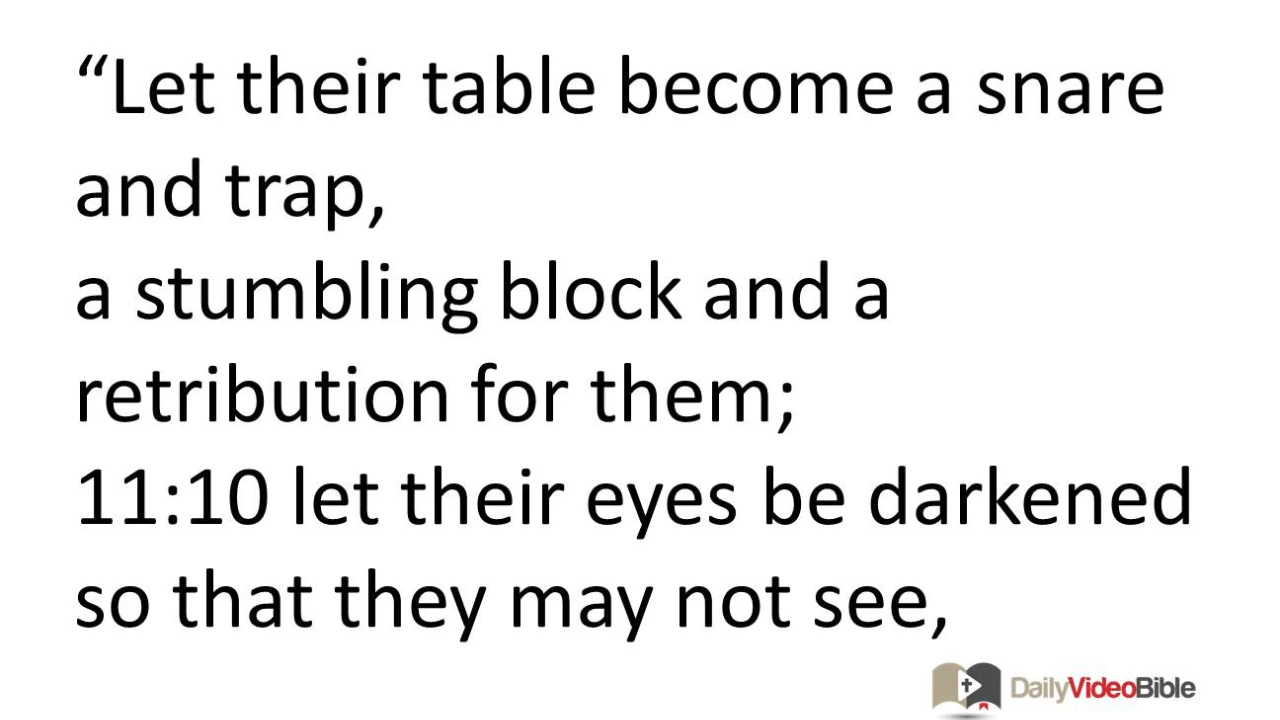 “Let their table become a snare
and trap,
a stumbling block and a
retribution for them;
11:10 let their eyes be darkened
so that they may not see,
DailyVideoBible